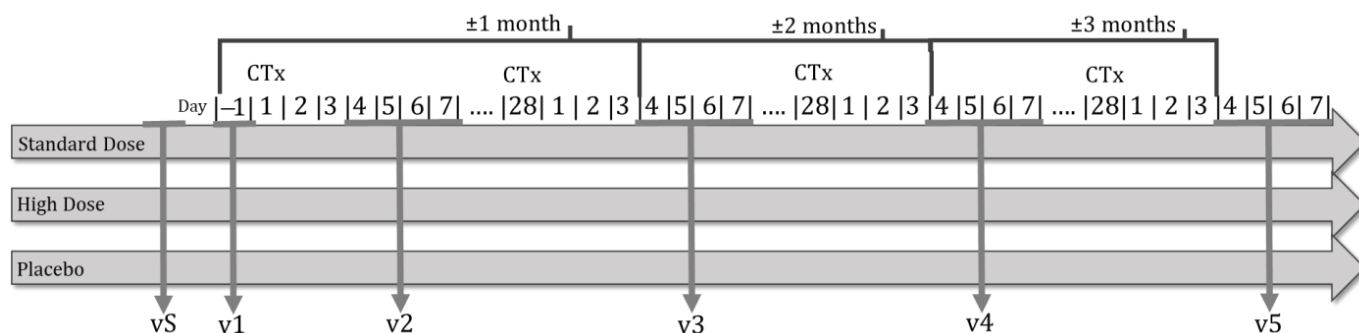 ±1 month ±2 months ±3 months
CTx CTx CTx CTx
Day |–1|1|2|3|4|5|6|7| .... |28|1|2|3|4|5|6|7| .... |28|1|2|3|4|5|6|7| .... |28|1|2|3|4|5|6|7|
Standard Dose
High Dose
Placebo
vS v1 v2 v3 v4 v5